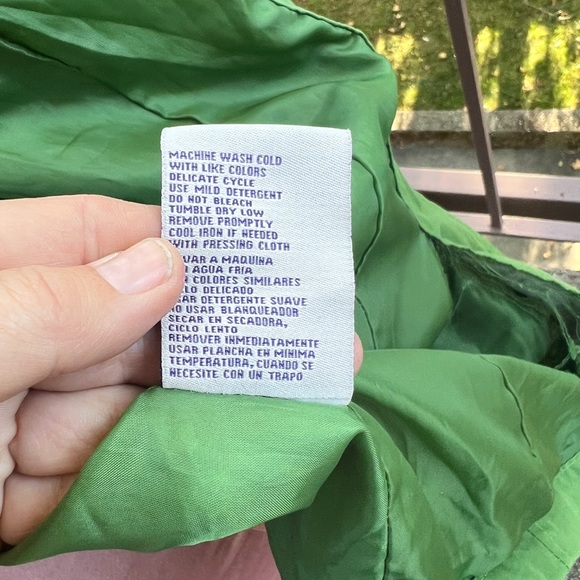 MACHINE WASH COLD
WITH LIKE COLORS
DELICATE CYCLE
USE MILD DETERGENT
DO NOT BLEACH
TUMBLE DRY LOW
REMOVE PROMPTLY
COOL IRON IF NEEDED
WITH PRESSING CLOTH
A MAQUINA
AGUA FRIA
COLORES SIMILARES
DELICADO
DETERGENTE SUAVE
NO USAR BLANQUEADOR
SECAR EN SECADORA,
CICLO LENTO
REMOVER INMEDIATAMENTE
USAR PLANCHA EN MINIMA
TEMPERATURA, CUANDO SE
NECESITE CON UN TRAPO